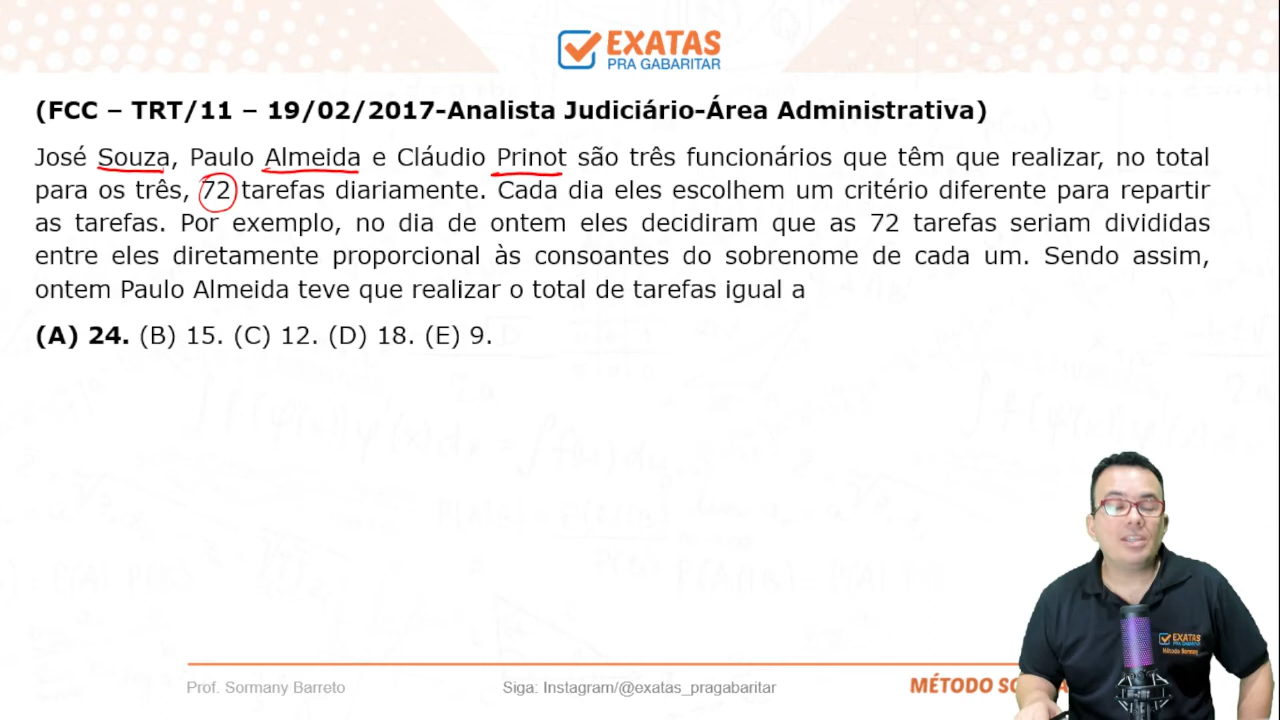 EXATAS
PRA GABARITAR
(FCC – TRT/11 – 19/02/2017-Analista Judiciário-Área Administrativa)
José Souza, Paulo Almeida e Cláudio Prinot são três funcionários que têm que realizar, no total
para os três, 72 tarefas diariamente. Cada dia eles escolhem um critério diferente para repartir
as tarefas. Por exemplo, no dia de ontem eles decidiram que as 72 tarefas seriam divididas
entre eles diretamente proporcional às consoantes do sobrenome de cada um. Sendo assim,
ontem Paulo Almeida teve que realizar o total de tarefas igual a
(A) 24. (B) 15. (C) 12. (D) 18. (E) 9.
EXATAS
PRA GABARITAR
Prof. Sormany Barreto
Siga: Instagram/@exatas_pragabaritar
MÉTODO